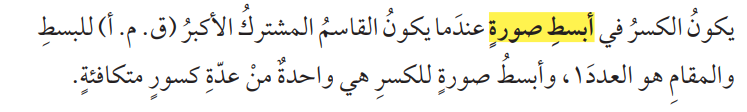 يكونُ الكسرُ في أبسطِ صورةٍ عندَما يكونُ القاسمُ المشتركُ الأكبرُ (ق. م. أ) للبسطِ
والمقامِ هو العددَ١، وأبسطُ صورةٍ للكسرِ هي واحدةٌ منْ عدّةِ كسورٍ متكافئةٍ.